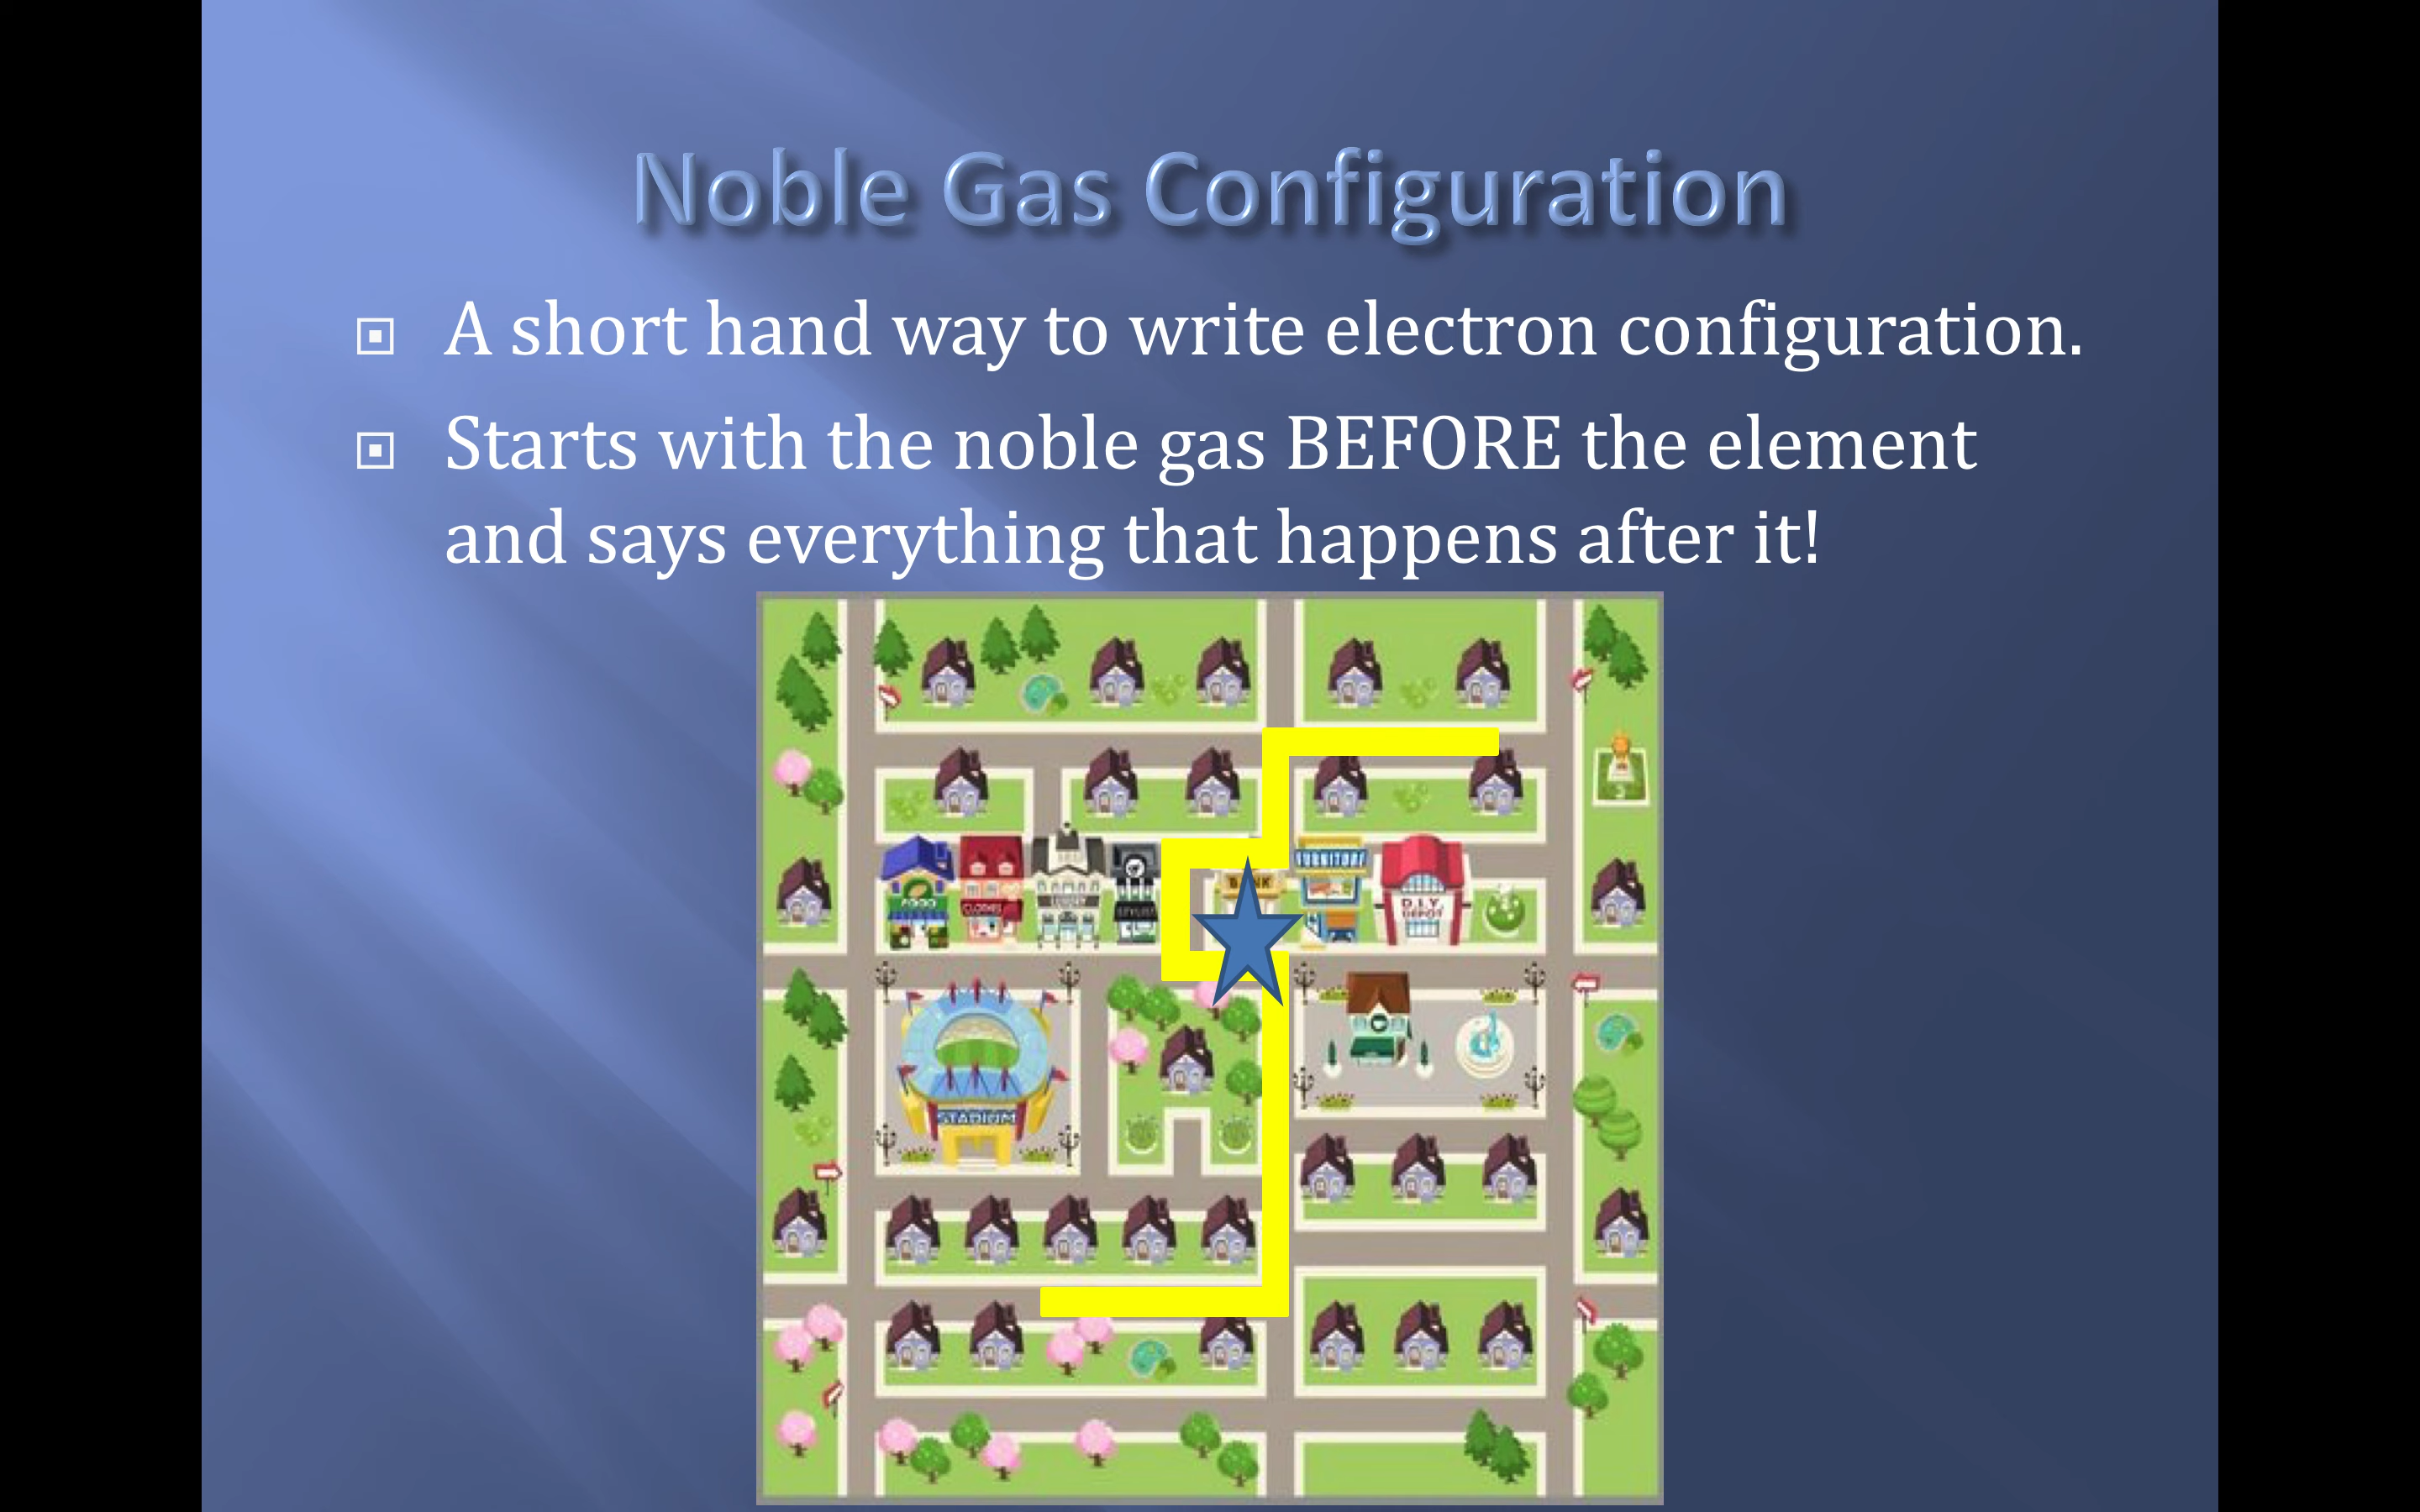 Noble Gas Configuration
A short hand way to write electron configuration.
Starts with the noble gas BEFORE the element
and says everything that happens after it!
FOOD
CLOTHES
D.I.Y.
DEPOT
STADIUM